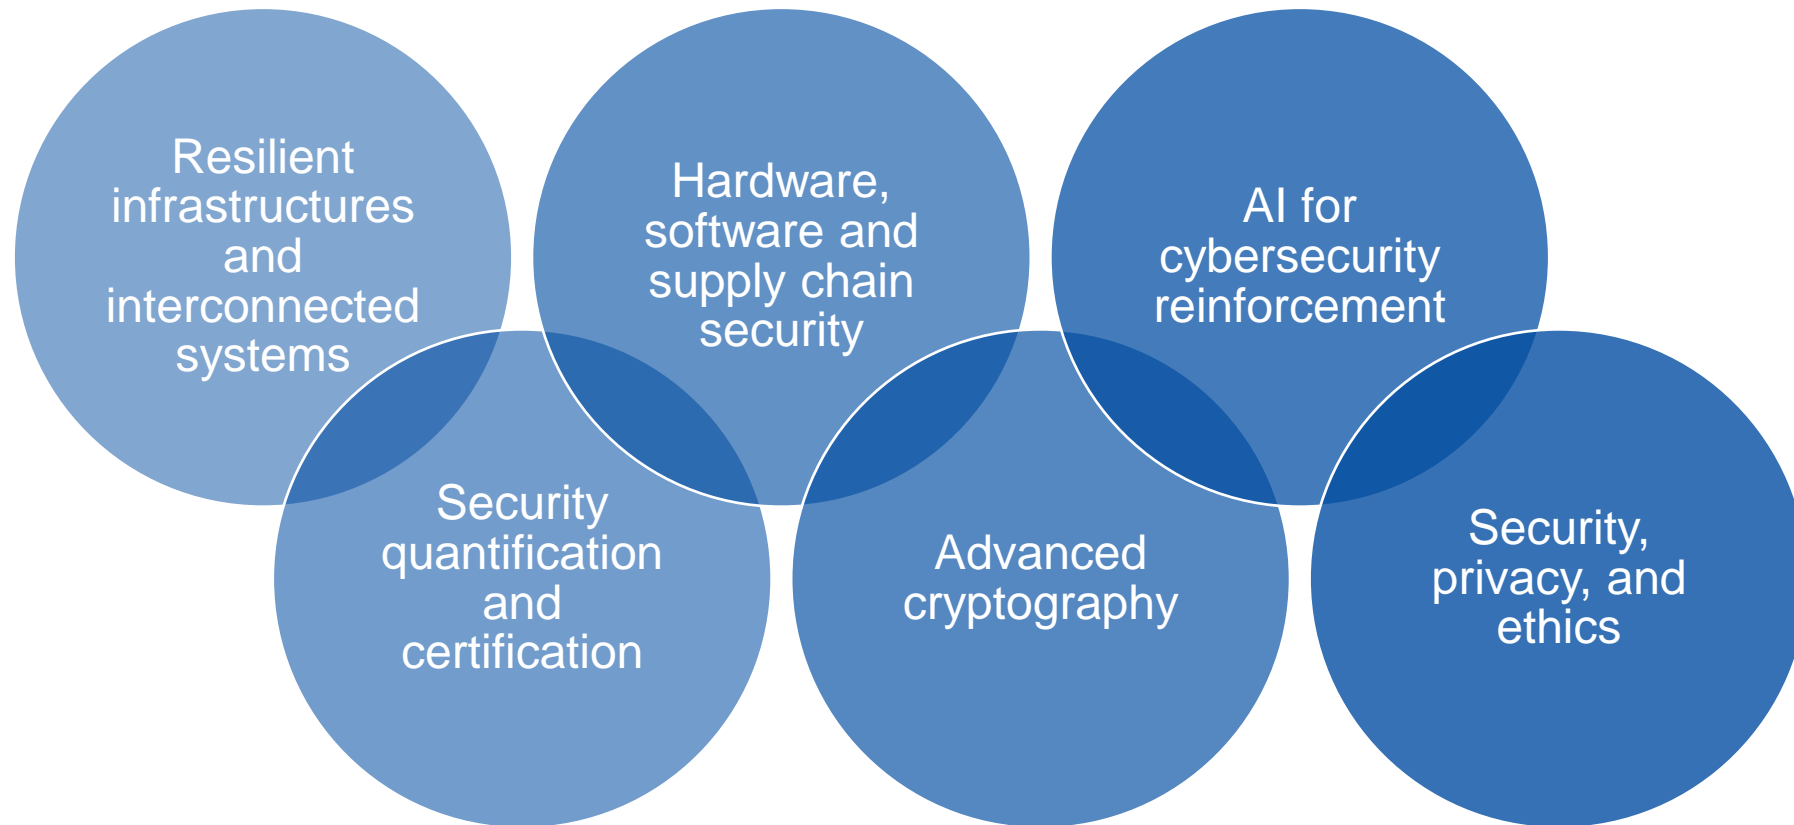 Resilient
infrastructures
and
interconnected
systems
Security
quantification
and
certification
Hardware,
software and
supply chain
security
Advanced
cryptography
AI for
cybersecurity
reinforcement
Security,
privacy, and
ethics